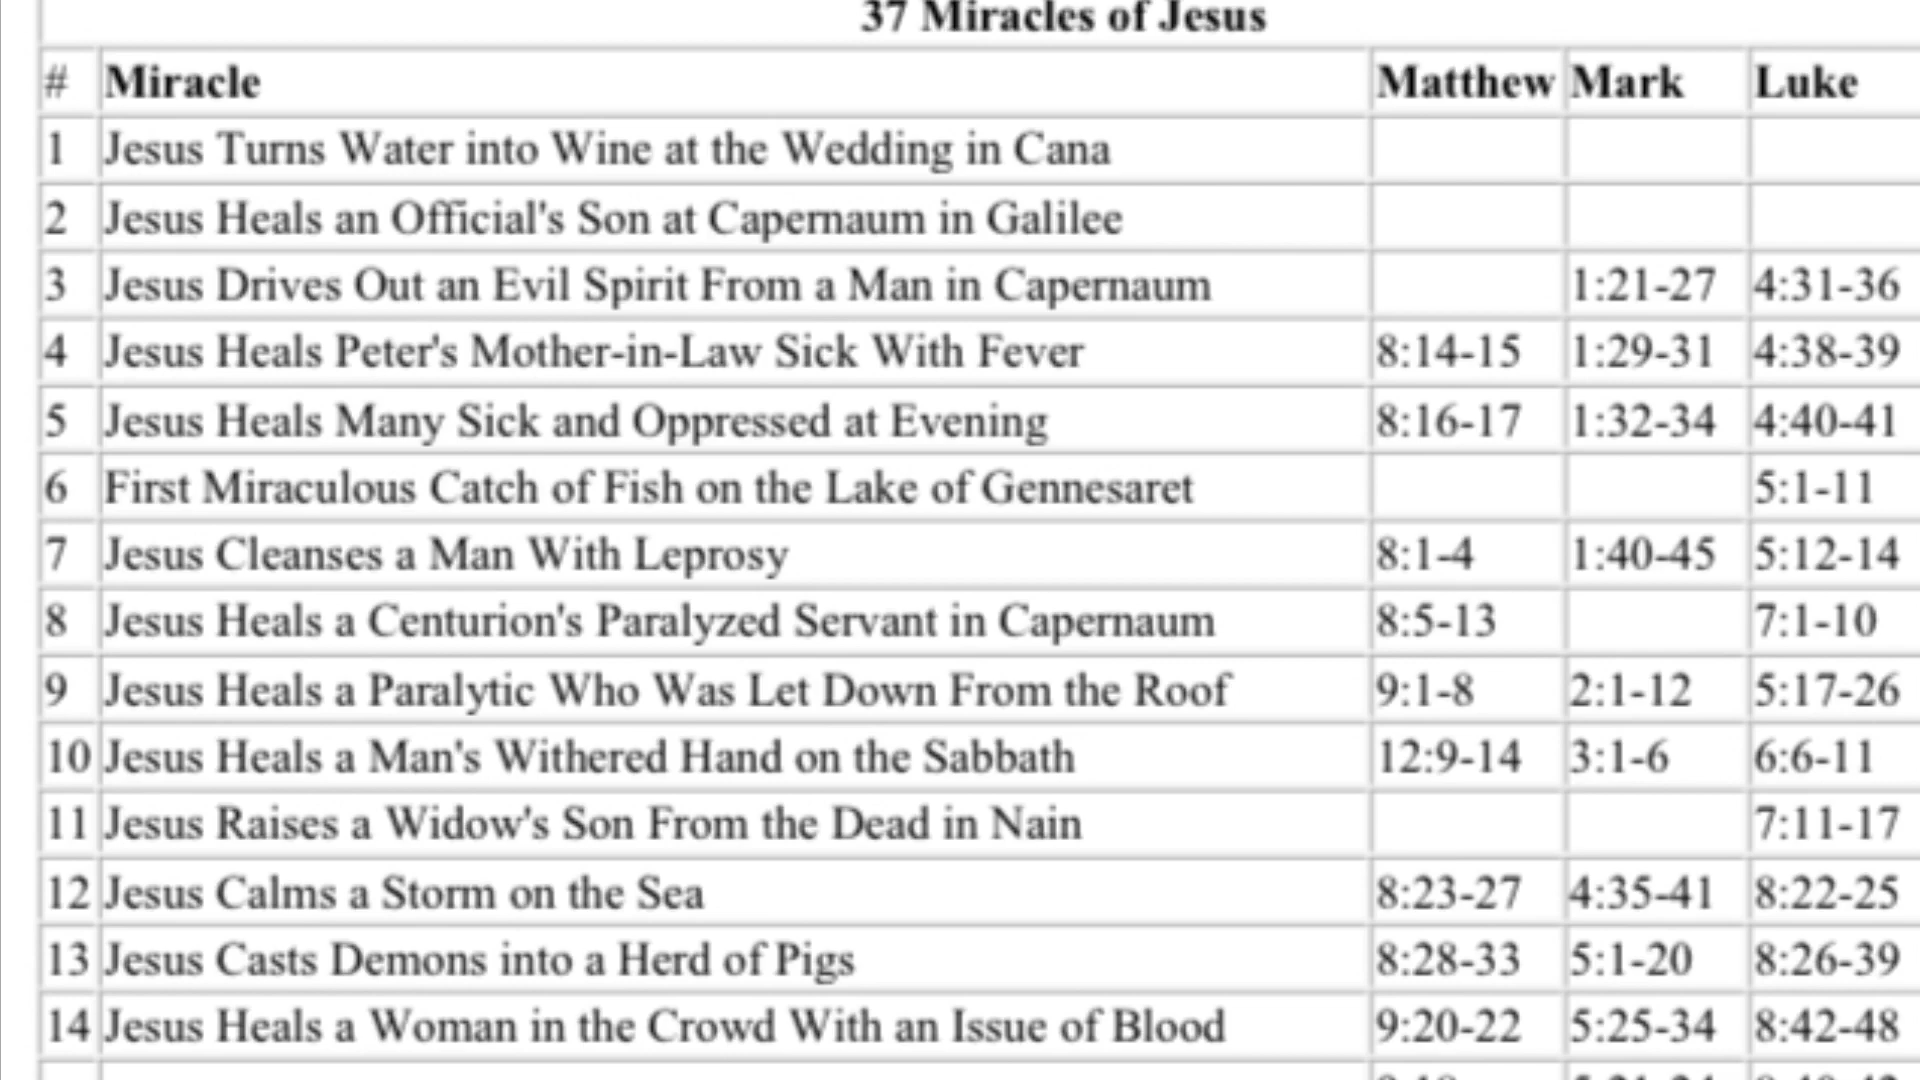 37 Miracles of Jesus
# Miracle Matthew Mark Luke
1 Jesus Turns Water into Wine at the Wedding in Cana
2 Jesus Heals an Official's Son at Capernaum in Galilee
3 Jesus Drives Out an Evil Spirit From a Man in Capernaum 1:21-27 4:31-36
4 Jesus Heals Peter's Mother-in-Law Sick With Fever 8:14-15 1:29-31 4:38-39
5 Jesus Heals Many Sick and Oppressed at Evening 8:16-17 1:32-34 4:40-41
6 First Miraculous Catch of Fish on the Lake of Gennesaret 5:1-11
7 Jesus Cleanses a Man With Leprosy 8:1-4 1:40-45 5:12-14
8 Jesus Heals a Centurion's Paralyzed Servant in Capernaum 8:5-13 7:1-10
9 Jesus Heals a Paralytic Who Was Let Down From the Roof 9:1-8 2:1-12 5:17-26
10 Jesus Heals a Man's Withered Hand on the Sabbath 12:9-14 3:1-6 6:6-11
11 Jesus Raises a Widow's Son From the Dead in Nain 7:11-17
12 Jesus Calms a Storm on the Sea 8:23-27 4:35-41 8:22-25
13 Jesus Casts Demons into a Herd of Pigs 8:28-33 5:1-20 8:26-39
14 Jesus Heals a Woman in the Crowd With an Issue of Blood 9:20-22 5:25-34 8:42-48